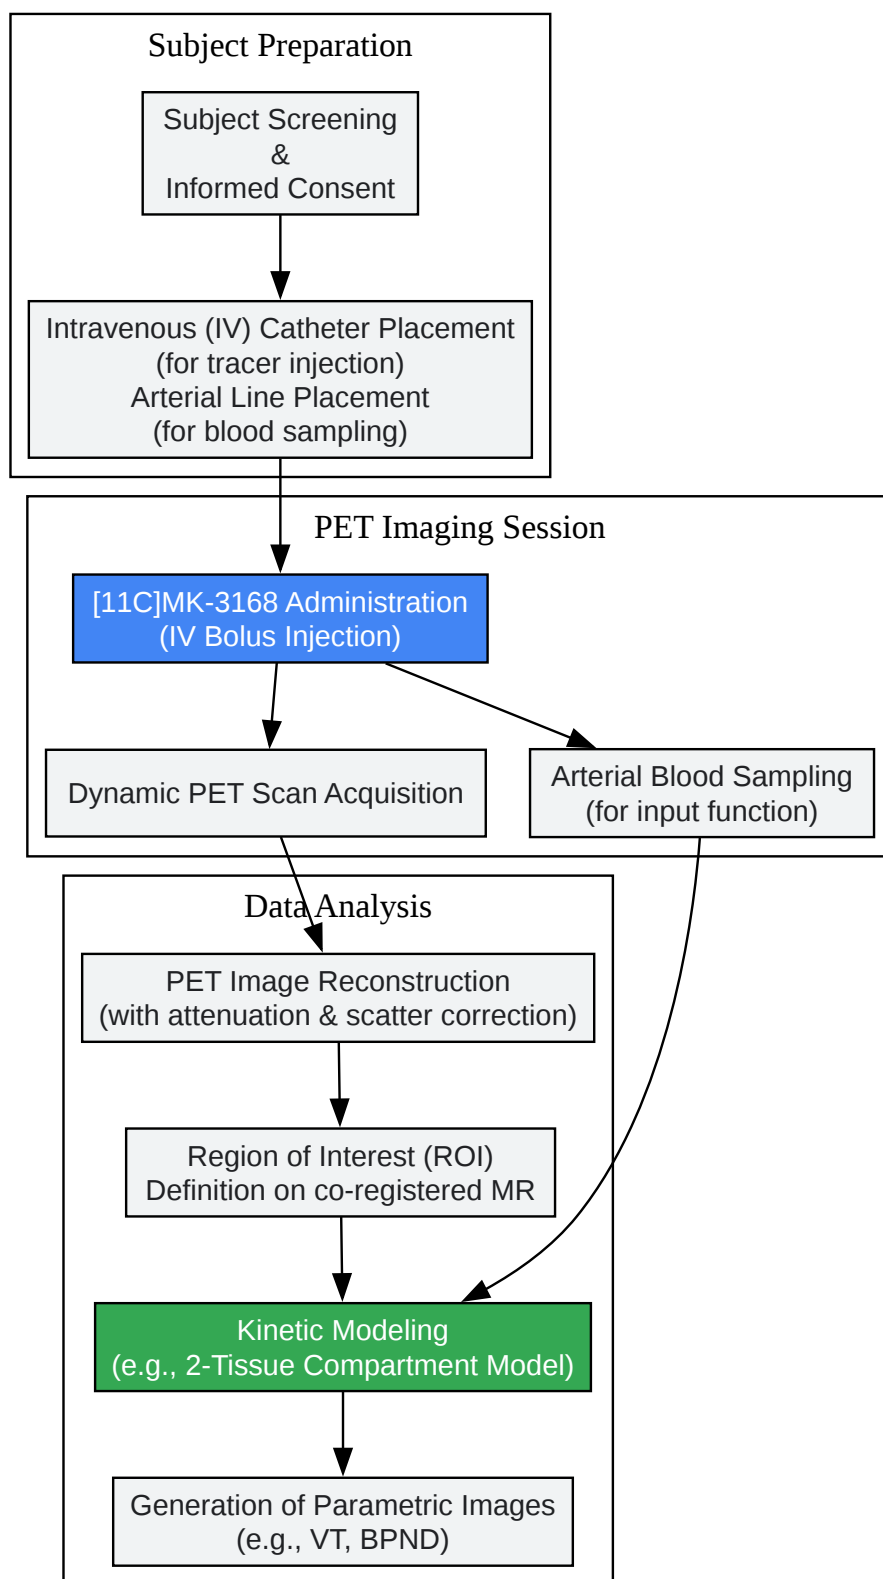 Subject Preparation
Subject Screening
&
Informed Consent
Intravenous (IV) Catheter Placement
(for tracer injection)
Arterial Line Placement
(for blood sampling)
PET Imaging Session
[11C]MK-3168 Administration
(IV Bolus Injection)
Dynamic PET Scan Acquisition
Arterial Blood Sampling
(for input function)
Data Analysis
PET Image Reconstruction
(with attenuation & scatter correction)
Region of Interest (ROI)
Definition on co-registered MR
Kinetic Modeling
(e.g., 2-Tissue Compartment Model)
Generation of Parametric Images
(e.g., VT, BPND)